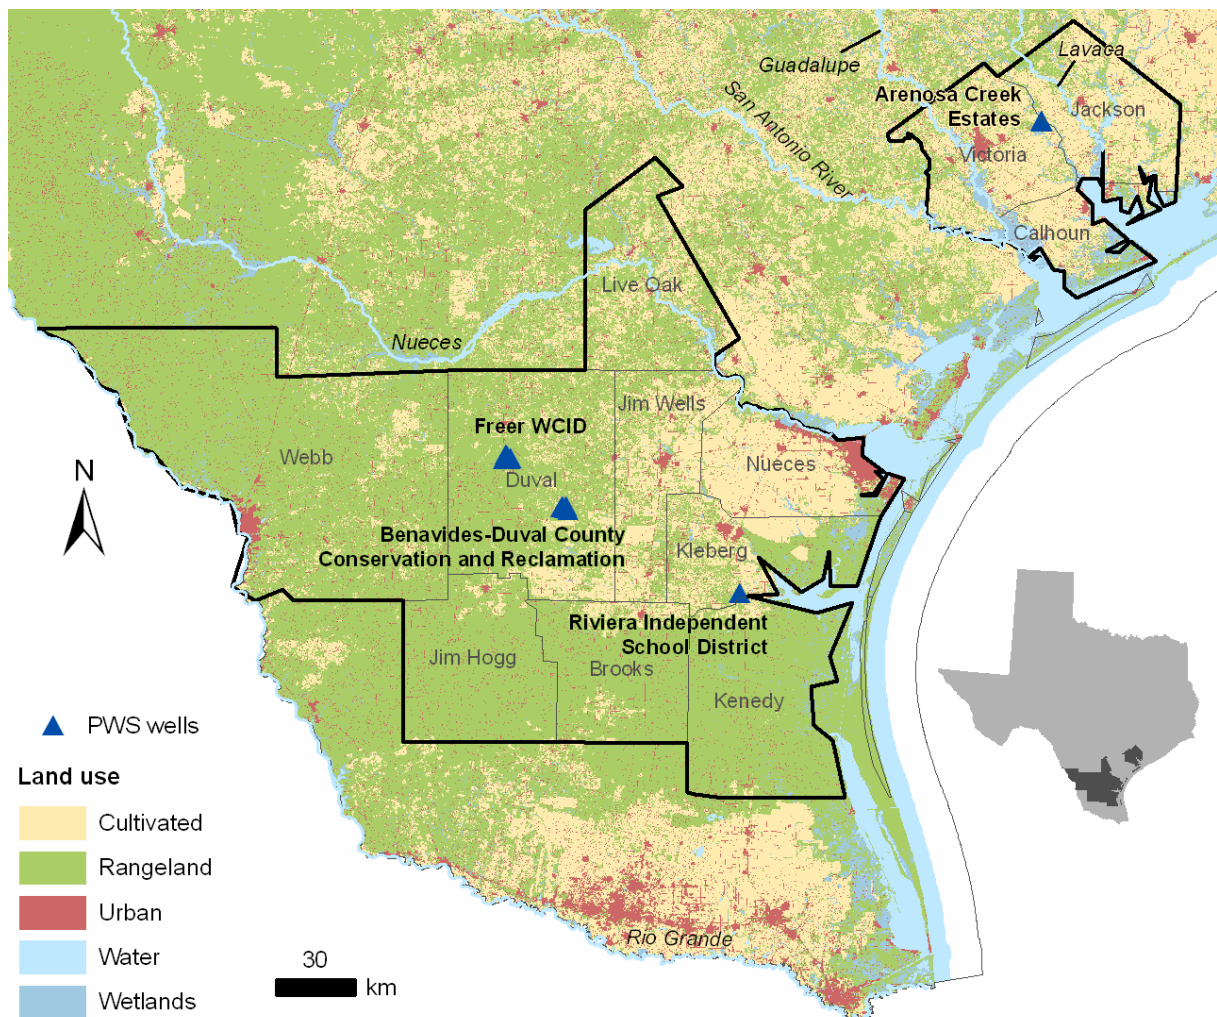 Guadalupe
Lavaca
San Antonio River
Arenosa Creek
Estates
Jackson
Victoria
Calhoun
Live Oak
Nueces
Jim Wells
Freer WCID
Webb
Duval
Nueces
N
Benavides-Duval County
Conservation and Reclamation
Kleberg
Riviera Independent
School District
Jim Hogg
Brooks
Kenedy
PWS wells
Land use
Cultivated
Rangeland
Urban
Water
Wetlands
Rio Grande
30
km